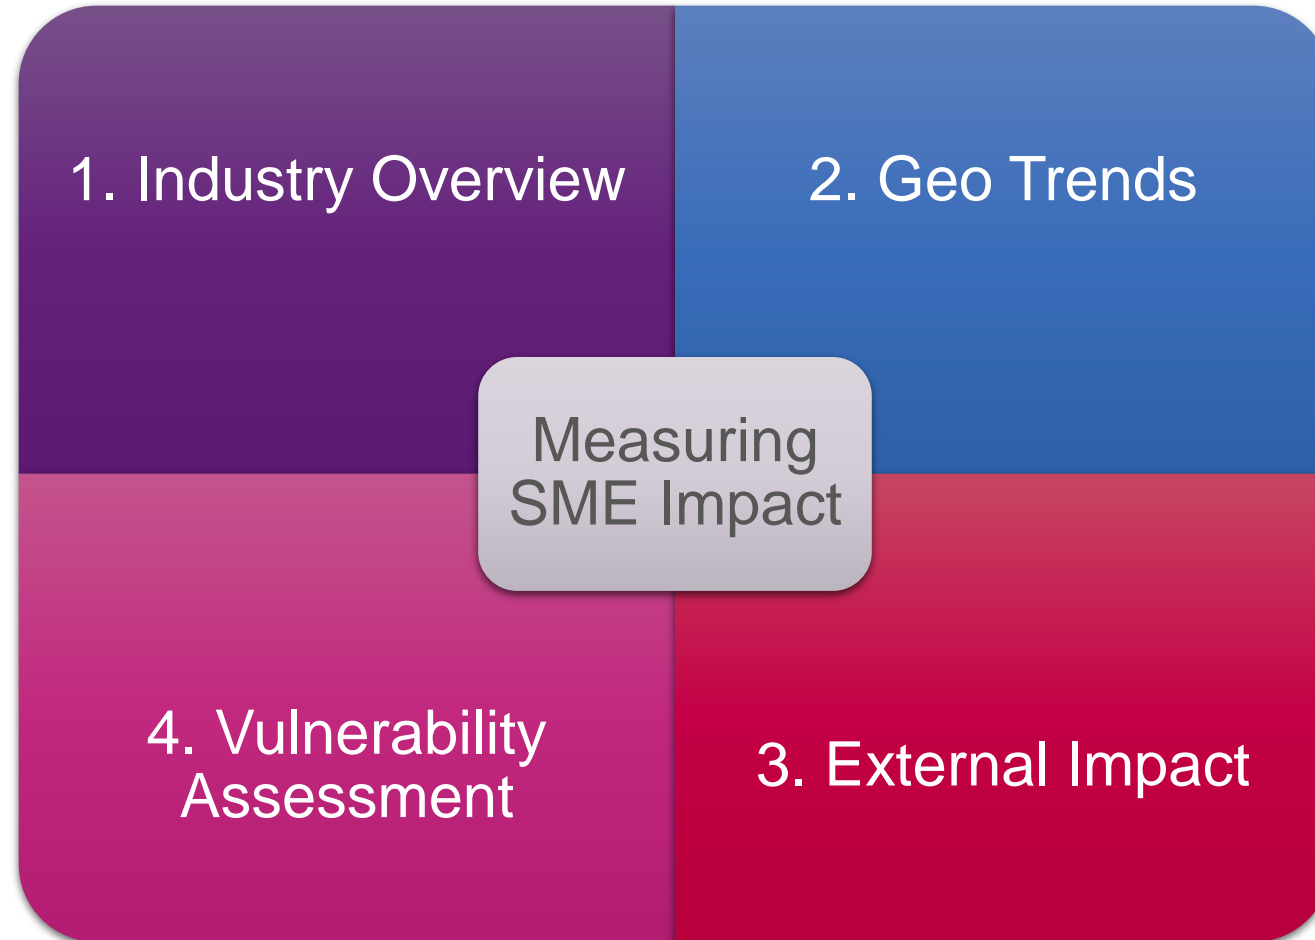 1. Industry Overview
2. Geo Trends
Measuring
SME Impact
4. Vulnerability
Assessment
3. External Impact